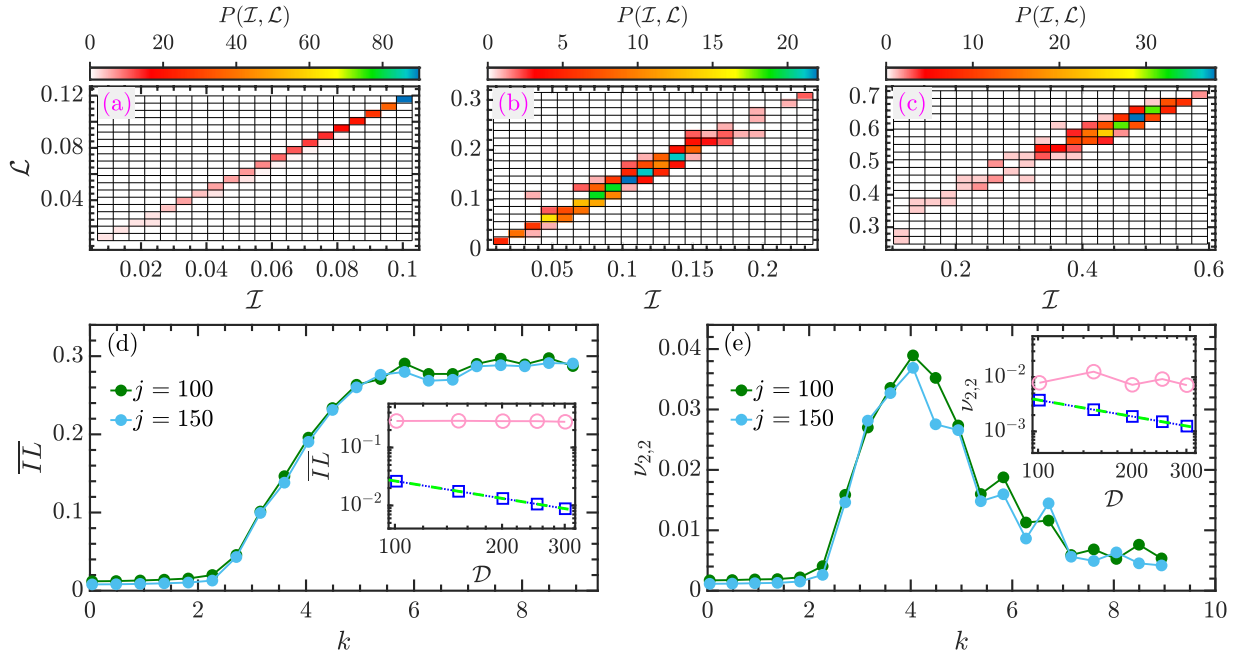 P(I, L) P(I, L) P(I, L)
0 20 40 60 80 0 5 10 15 20 0 10 20 30
(a) (b) (c)
L
0.12
0.08
0.04
0.02 0.04 0.06 0.08 0.1
I
0.3
0.2
0.1
0
0.05 0.1 0.15 0.2
I
0.7
0.6
0.5
0.4
0.3
0.2 0.4 0.6
I
(d)
j = 100
j = 150
IL
0.3
0.2
0.1
0
0 2 4 6 8
k
IL
10⁻¹
10⁻²
100 200 300
D
(e)
j = 100
j = 150
ν₂,₂
0.04
0.03
0.02
0.01
0
0 2 4 6 8 10
k
ν₂,₂
10⁻²
10⁻³
100 200 300
D